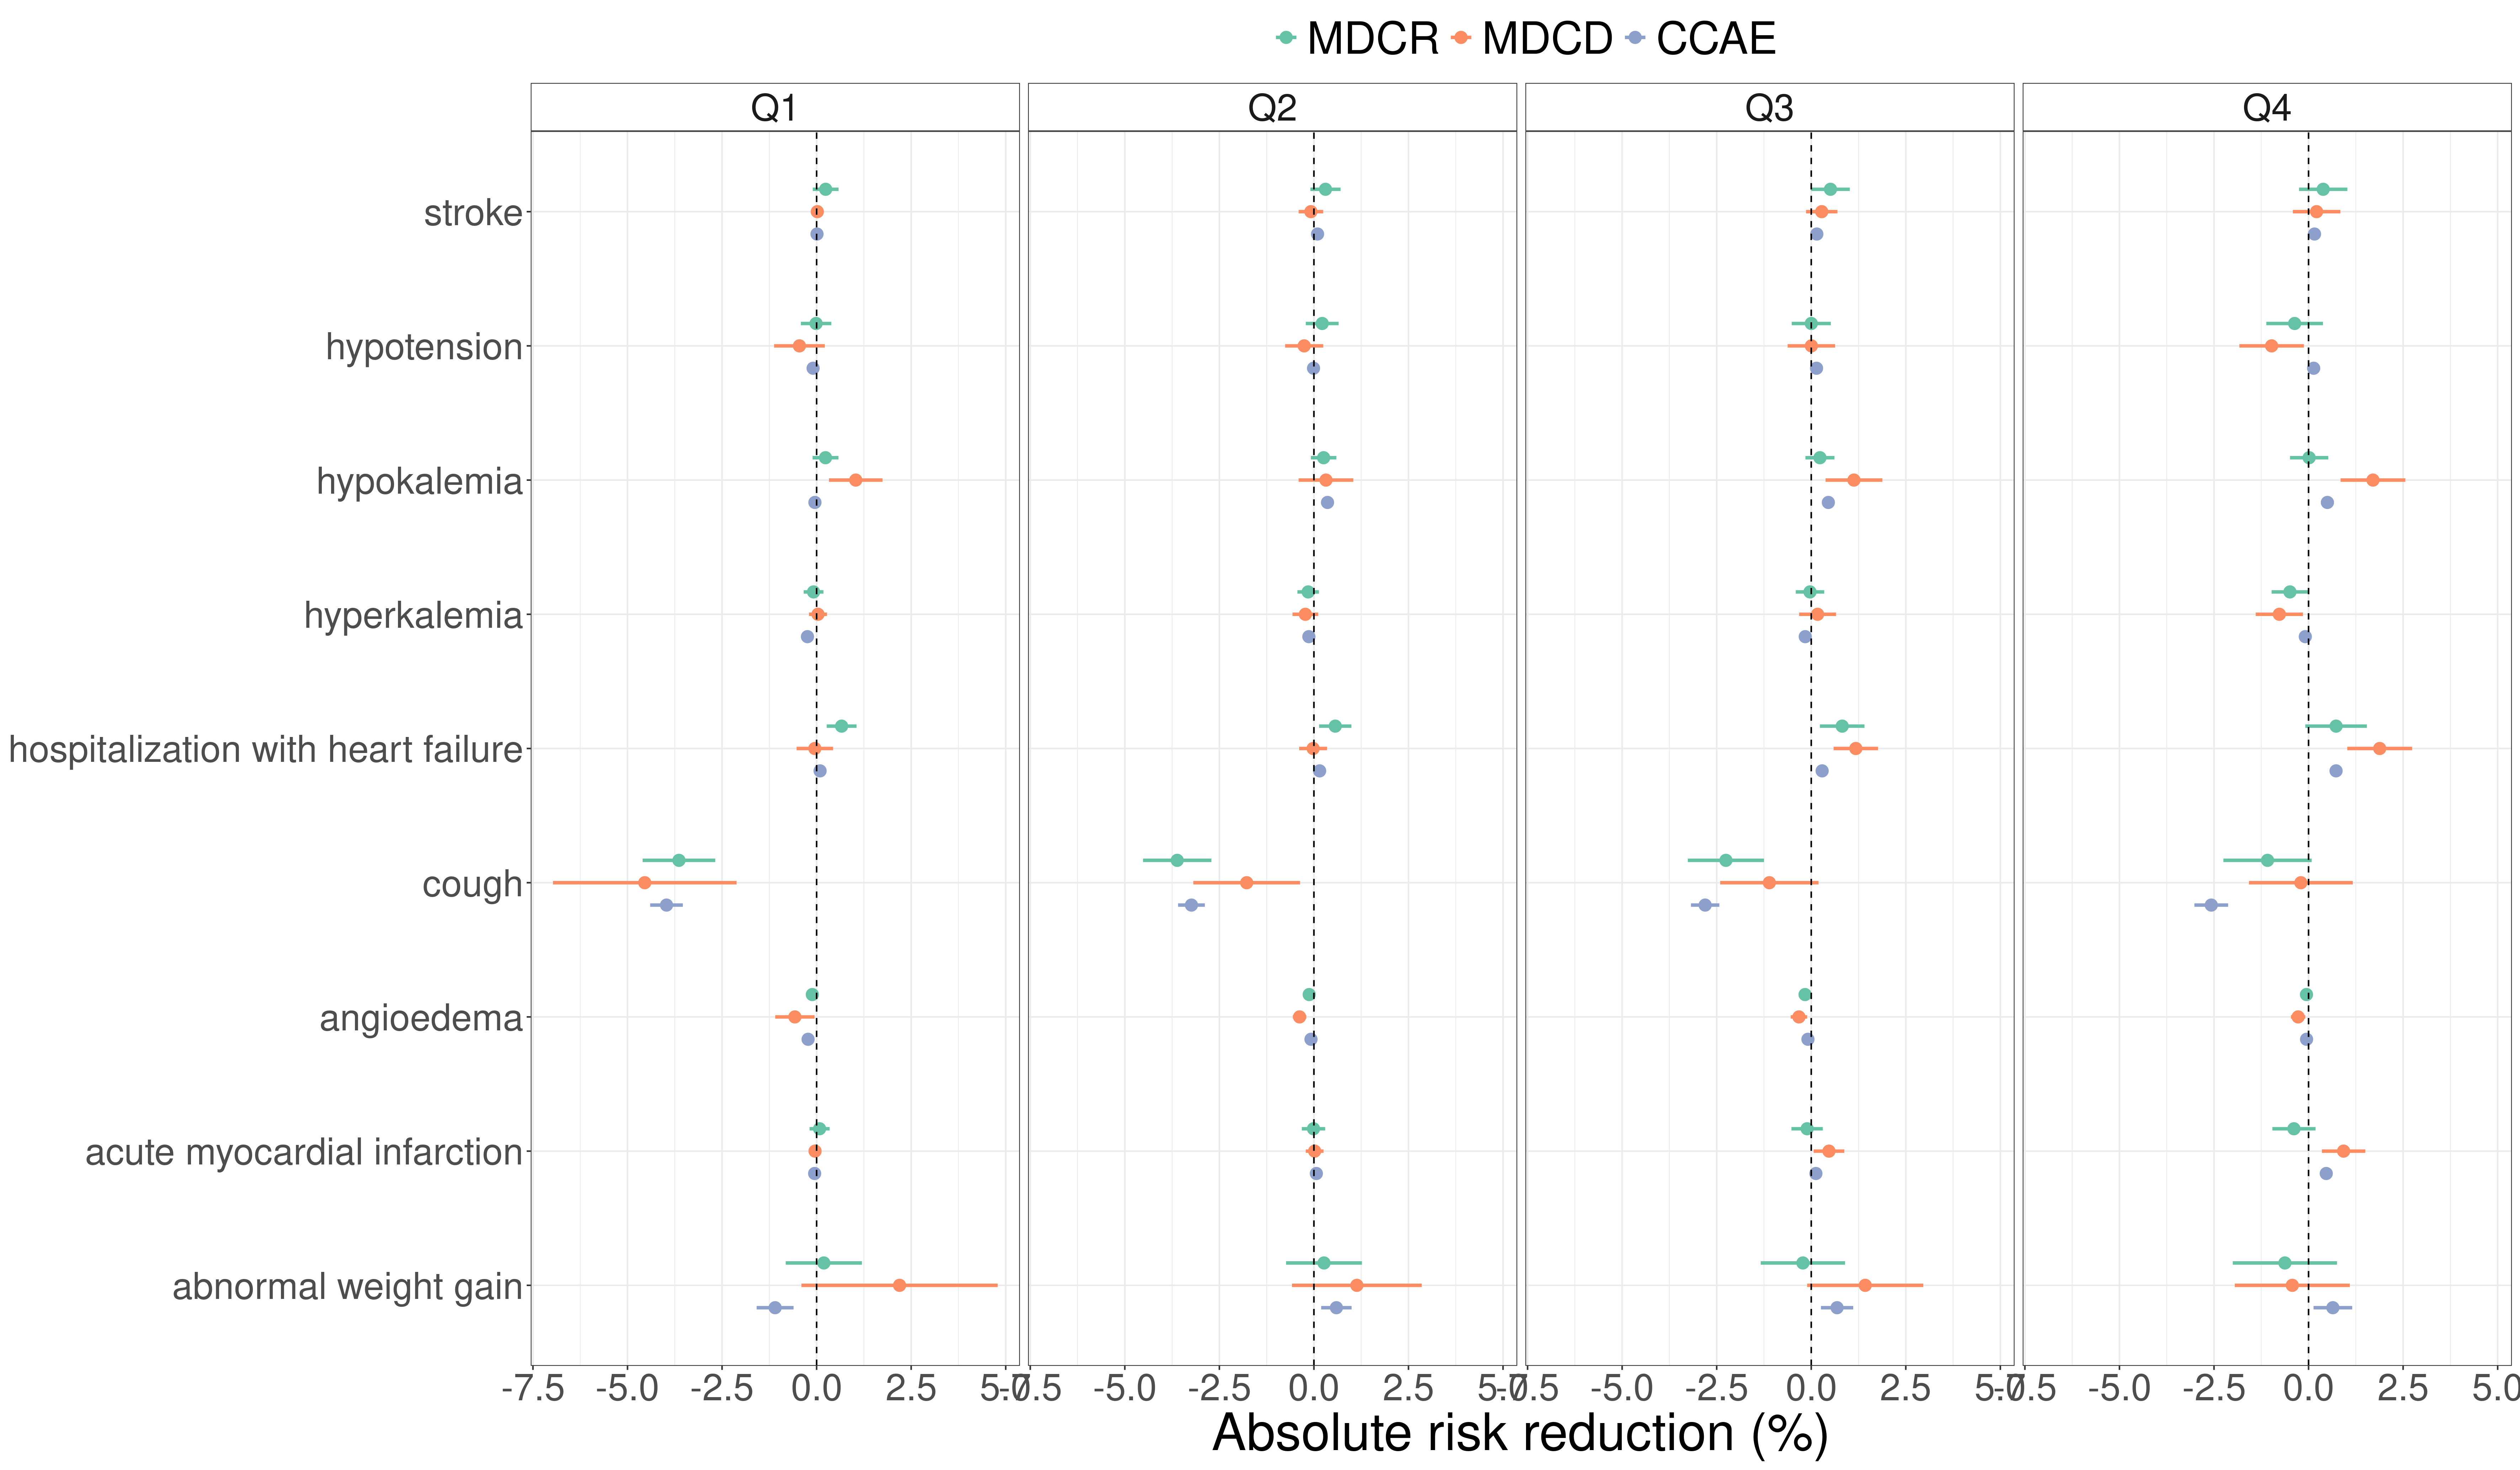 MDCR MDCD CCAE
Q1 Q2 Q3 Q4
stroke
hypotension
hypokalemia
hyperkalemia
hospitalization with heart failure
cough
angioedema
acute myocardial infarction
abnormal weight gain
-7.5 -5.0 -2.5 0.0 2.5 5.0 -7.5 -5.0 -2.5 0.0 2.5 5.0 -7.5 -5.0 -2.5 0.0 2.5 5.0 -7.5 -5.0 -2.5 0.0 2.5 5.0
Absolute risk reduction (%)